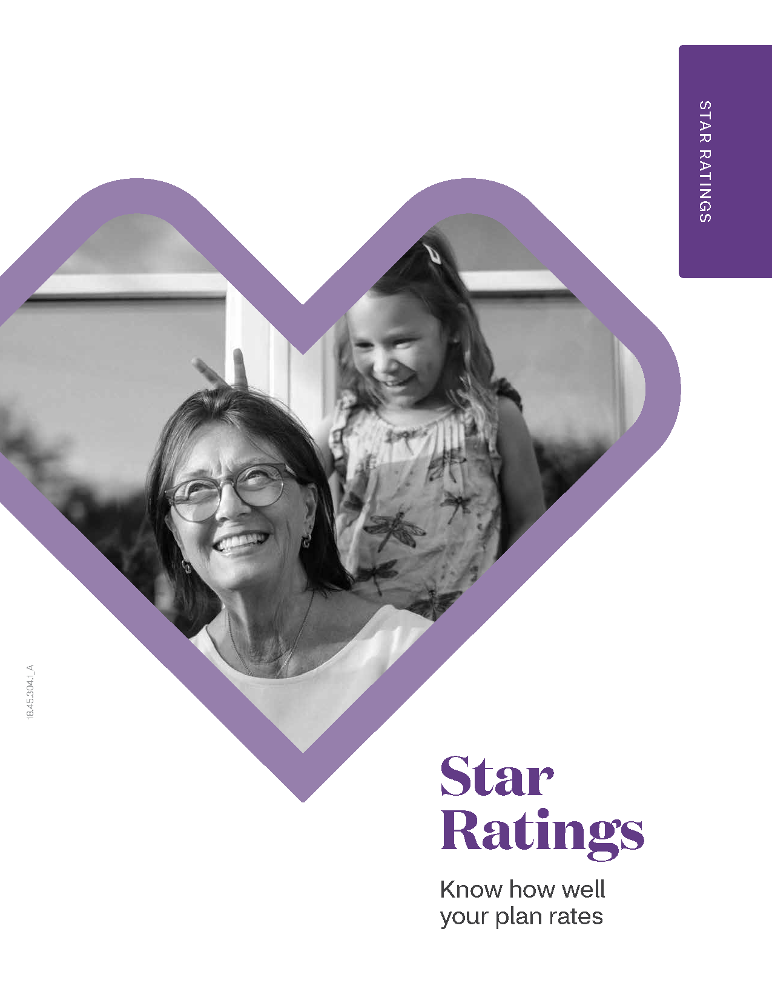 STAR RATINGS
18.45.304.1_A
Star
Ratings
Know how well
your plan rates